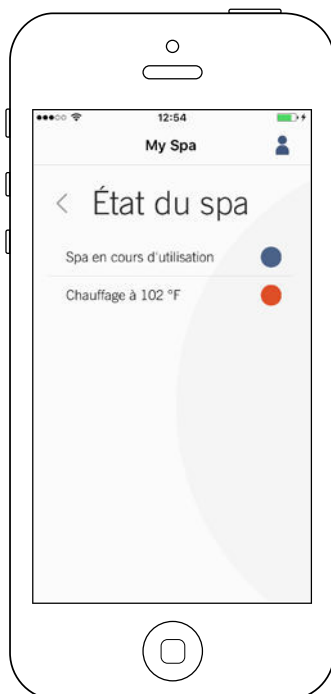 12:54
My Spa
État du spa
Spa en cours d'utilisation
Chauffage à 102 °F